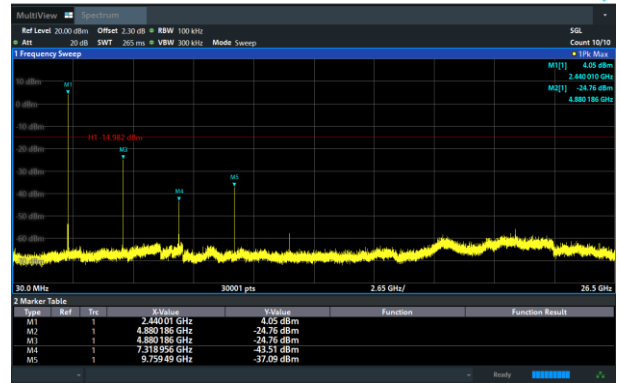 MultiView Spectrum
Ref Level 20.00 dBm Offset 2.30 dB RBW 100 kHz SGL
Att 20 dB SWT 265 ms VBW 300 kHz Mode Sweep Count 10/10
1 Frequency Sweep 1Pk Max
M1[1] 4.05 dBm
2.440 010 GHz
M2[1] -24.76 dBm
4.880 186 GHz
10 dBm
M1
0 dBm
-10 dBm
H1 -14.982 dBm
-20 dBm
M3
-30 dBm
M5
-40 dBm
M4
-50 dBm
-60 dBm
30.0 MHz 30001 pts 2.65 GHz/ 26.5 GHz
2 Marker Table
Type Ref Trc X-Value Y-Value Function Function Result
M1 1 2.440 01 GHz 4.05 dBm
M2 1 4.880 186 GHz -24.76 dBm
M3 1 4.880 186 GHz -24.76 dBm
M4 1 7.318 956 GHz -43.51 dBm
M5 1 9.759 49 GHz -37.09 dBm
Ready